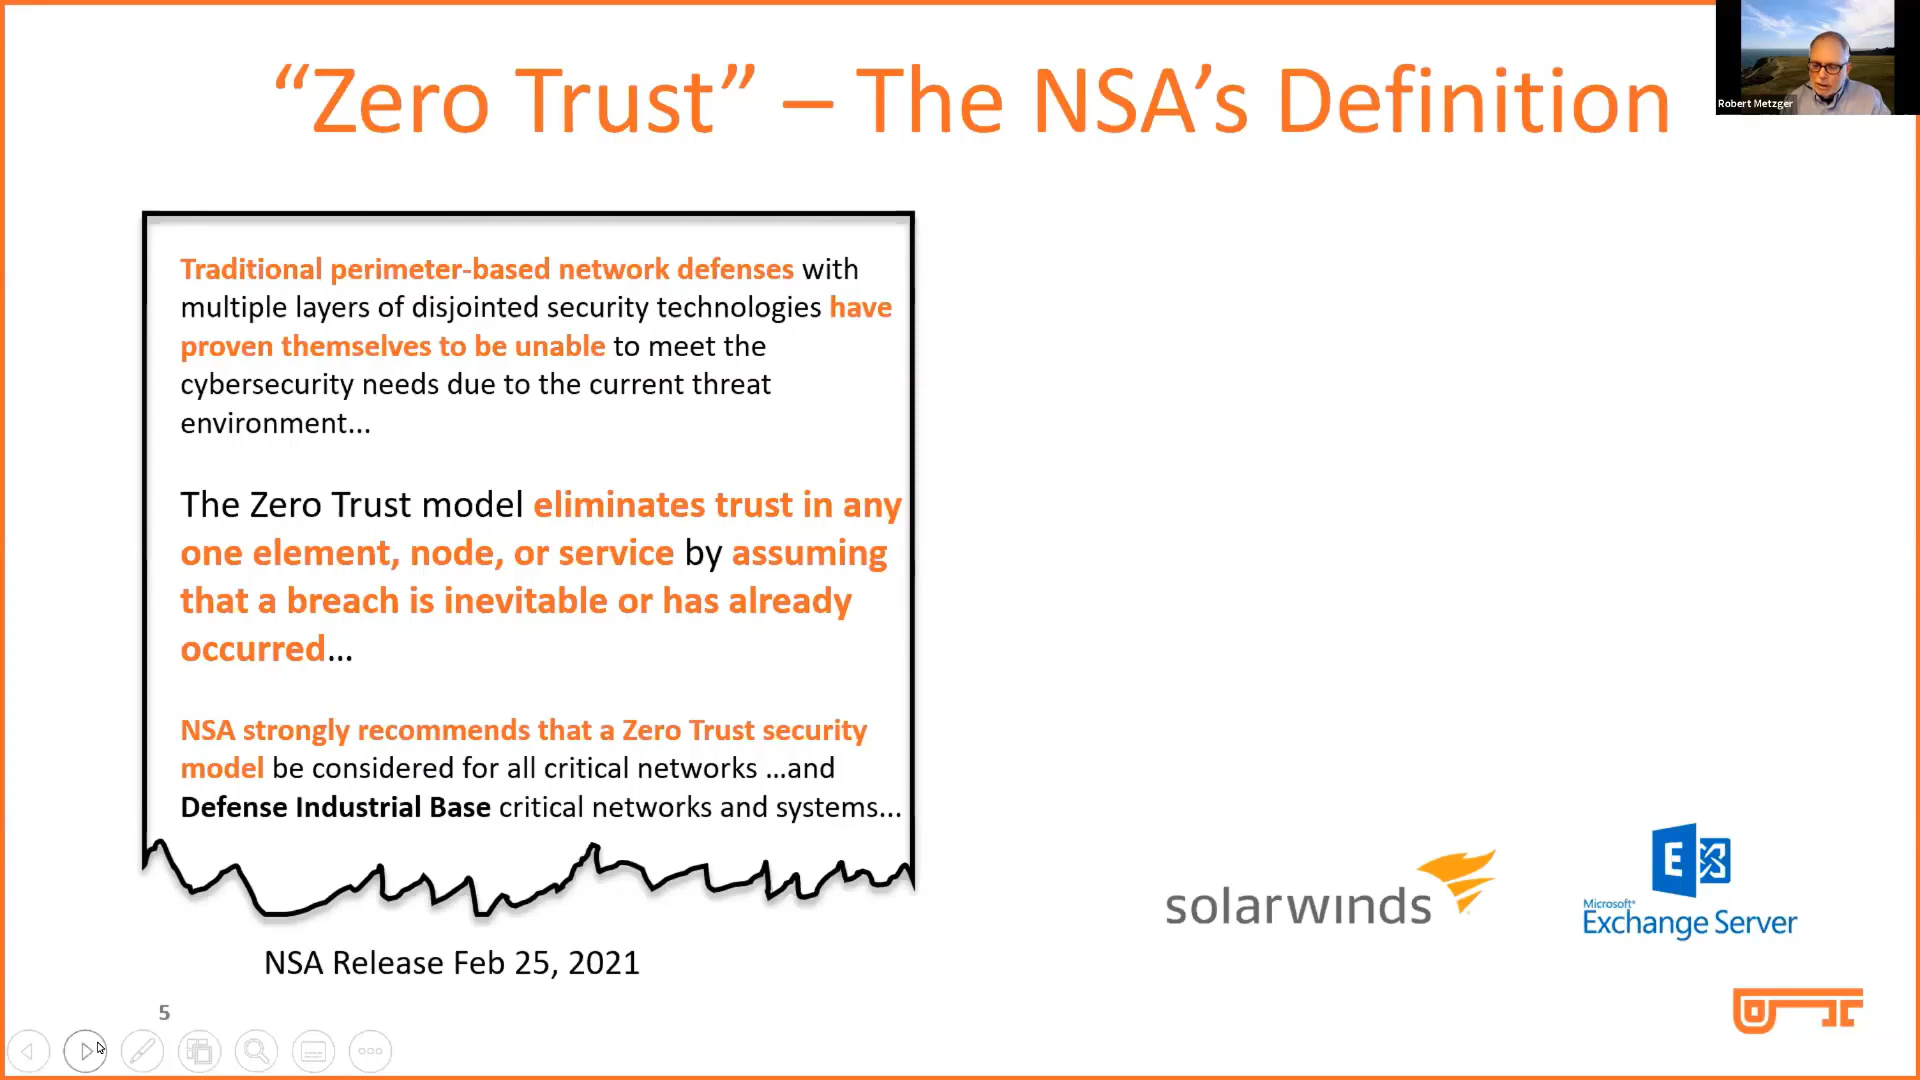 “Zero Trust” – The NSA’s Definition
Robert Metzger
Traditional perimeter-based network defenses with
multiple layers of disjointed security technologies have
proven themselves to be unable to meet the
cybersecurity needs due to the current threat
environment...
The Zero Trust model eliminates trust in any
one element, node, or service by assuming
that a breach is inevitable or has already
occurred...
NSA strongly recommends that a Zero Trust security
model be considered for all critical networks ...and
Defense Industrial Base critical networks and systems...
NSA Release Feb 25, 2021
solarwinds
E
Microsoft®
Exchange Server
5